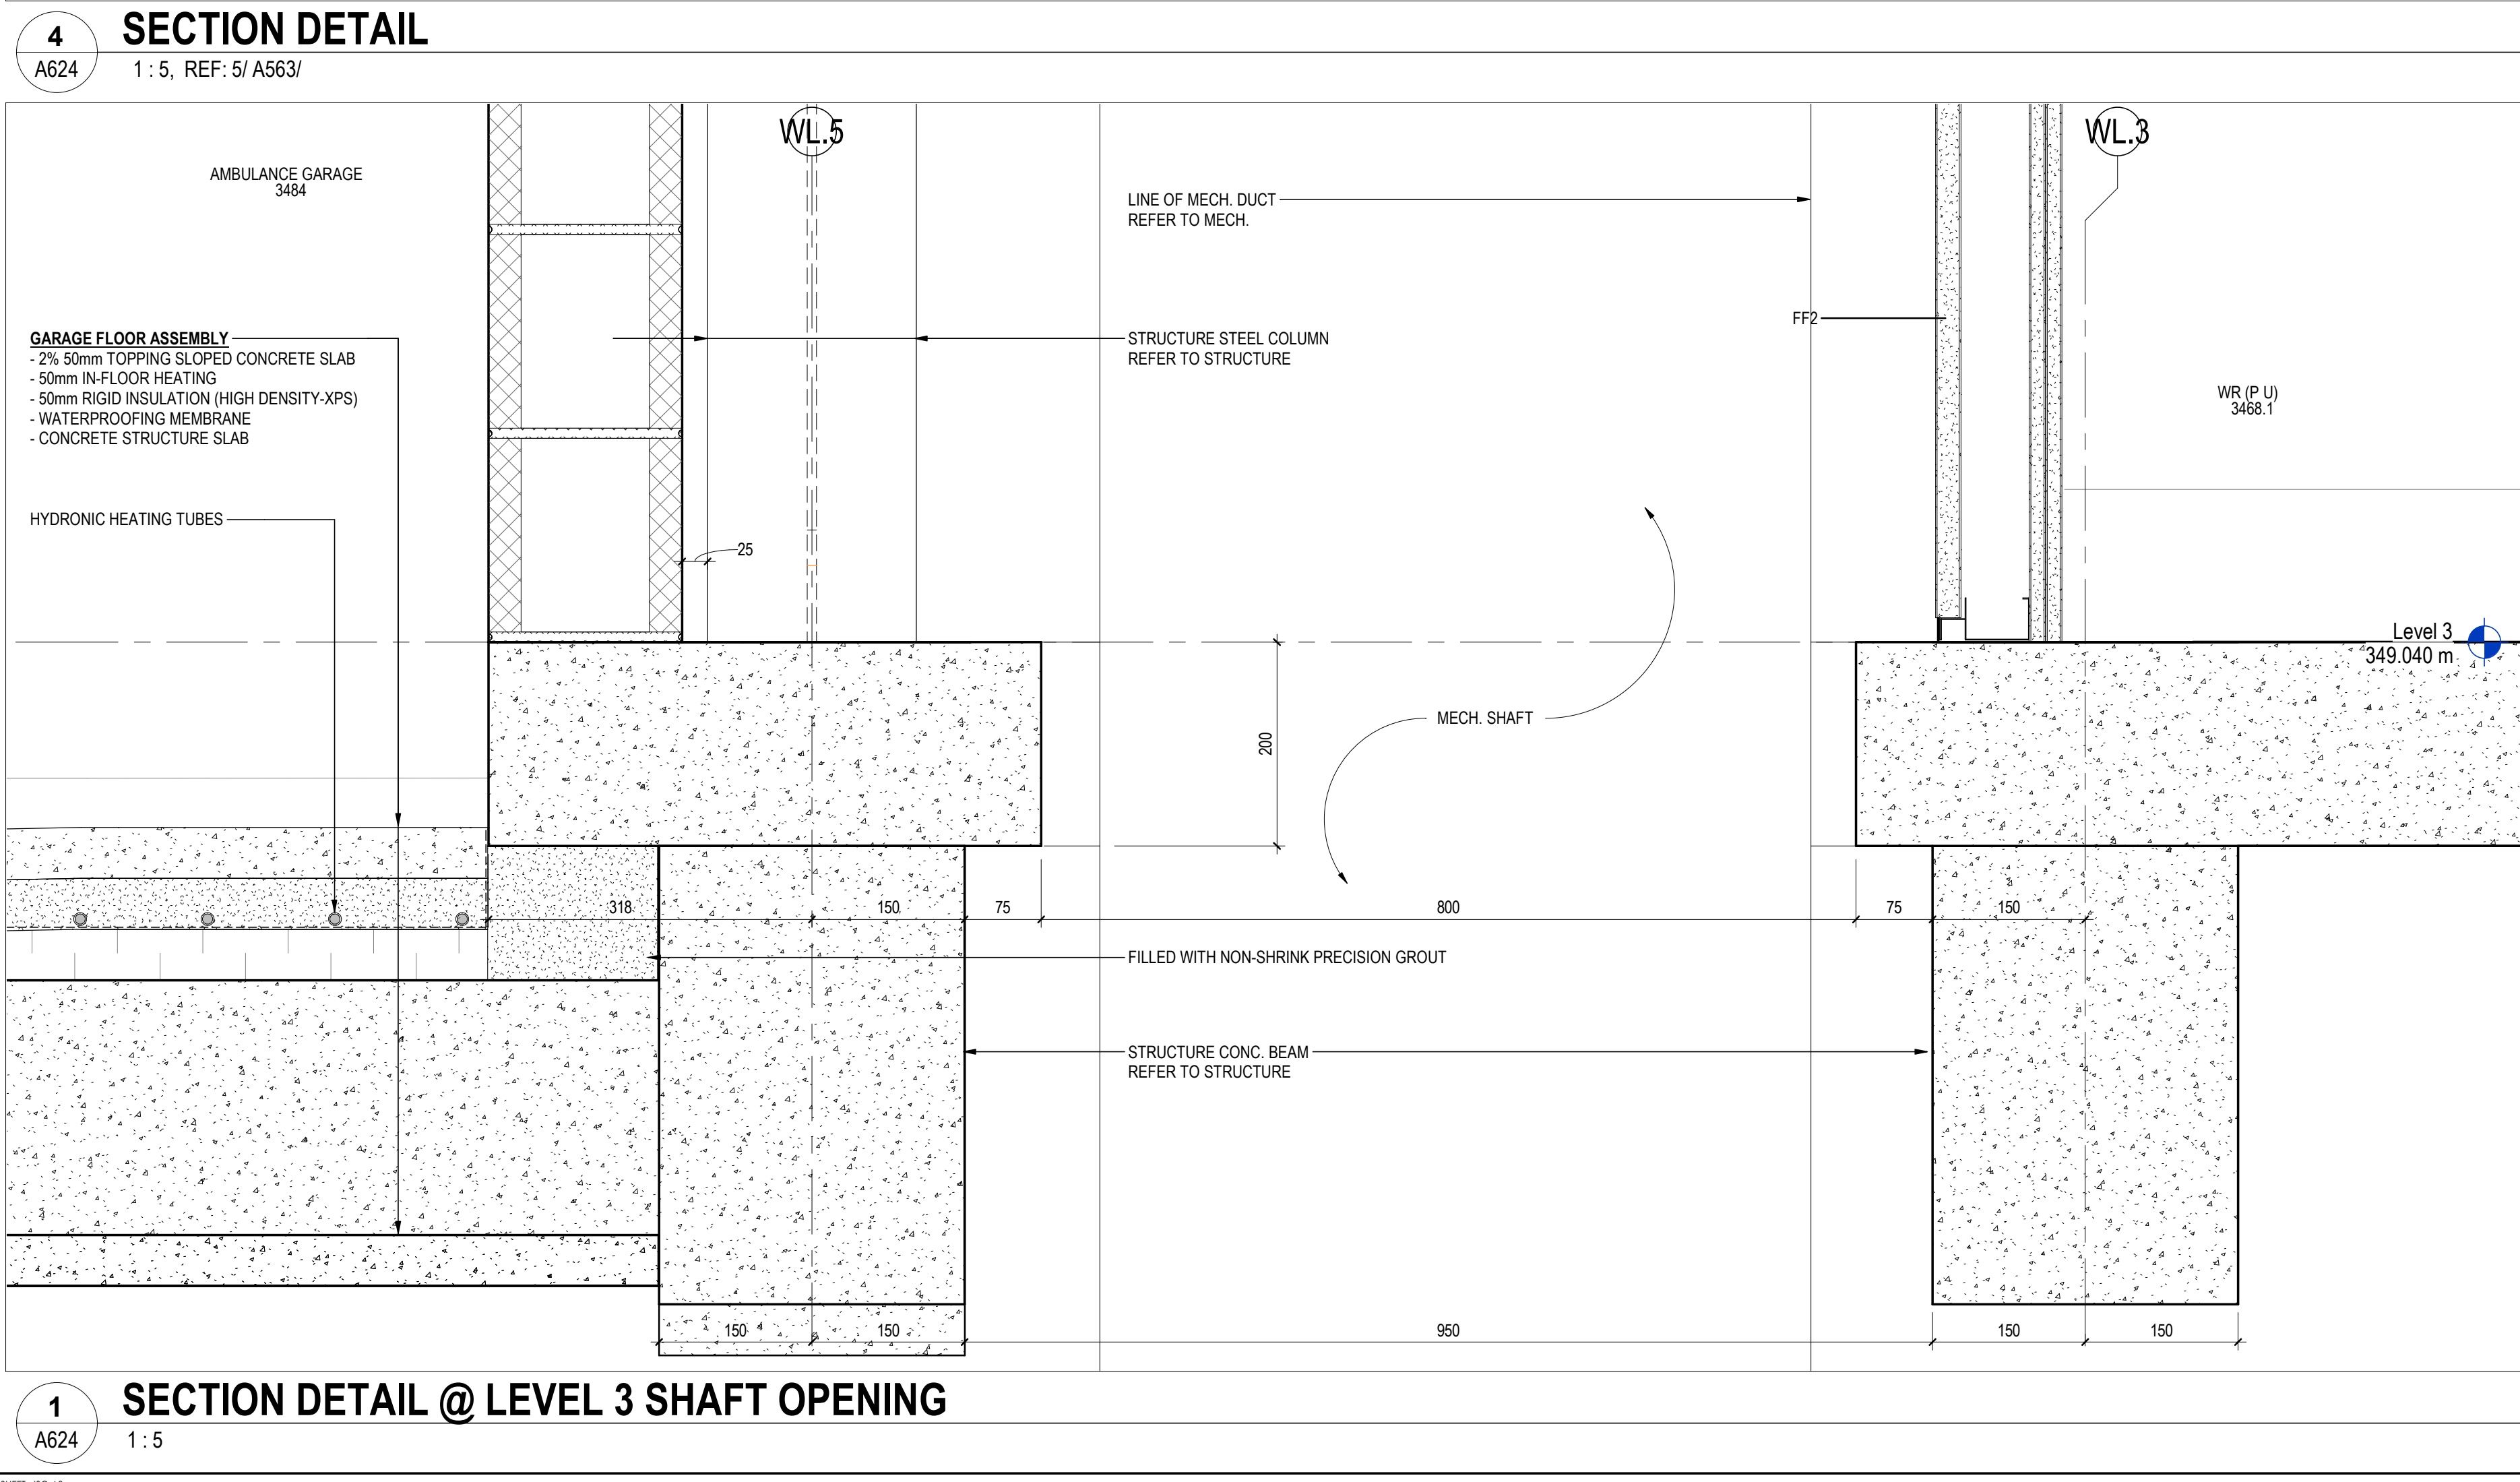 4
A624
SECTION DETAIL
1 : 5, REF: 5/ A563/
WL.5
WL.3
AMBULANCE GARAGE
3484
LINE OF MECH. DUCT
REFER TO MECH.
FF2
GARAGE FLOOR ASSEMBLY
- 2% 50mm TOPPING SLOPED CONCRETE SLAB
- 50mm IN-FLOOR HEATING
- 50mm RIGID INSULATION (HIGH DENSITY-XPS)
- WATERPROOFING MEMBRANE
- CONCRETE STRUCTURE SLAB
STRUCTURE STEEL COLUMN
REFER TO STRUCTURE
WR (P U)
3468.1
HYDRONIC HEATING TUBES
25
Level 3
349.040 m
MECH. SHAFT
200
318
150
75
800
75
150
FILLED WITH NON-SHRINK PRECISION GROUT
STRUCTURE CONC. BEAM
REFER TO STRUCTURE
150
150
950
150
150
1
A624
SECTION DETAIL @ LEVEL 3 SHAFT OPENING
1 : 5